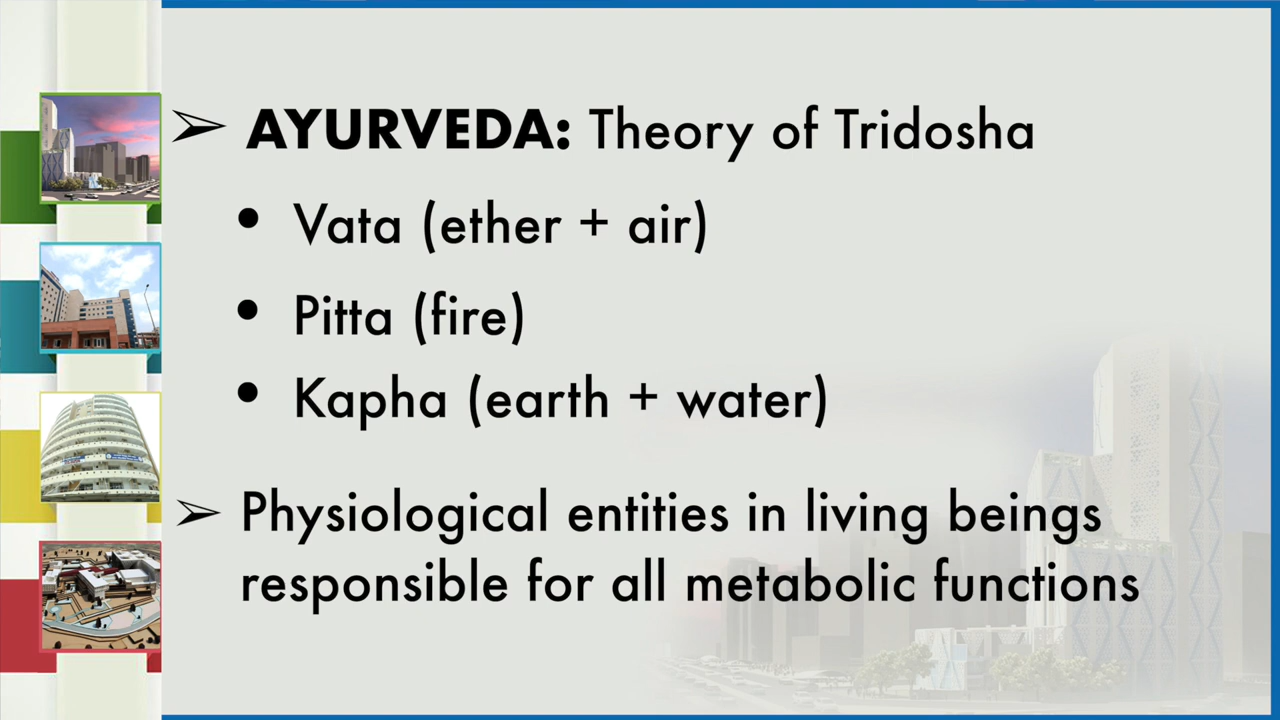 ➢ AYURVEDA: Theory of Tridosha
• Vata (ether + air)
• Pitta (fire)
• Kapha (earth + water)
➢ Physiological entities in living beings
responsible for all metabolic functions